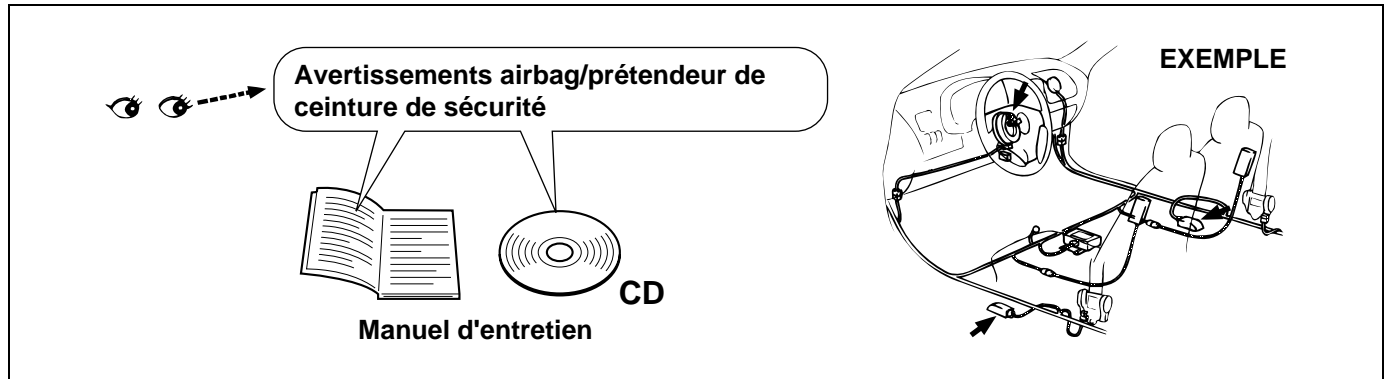 Avertissements airbag/prétendeur de
ceinture de sécurité
EXEMPLE
CD
Manuel d'entretien